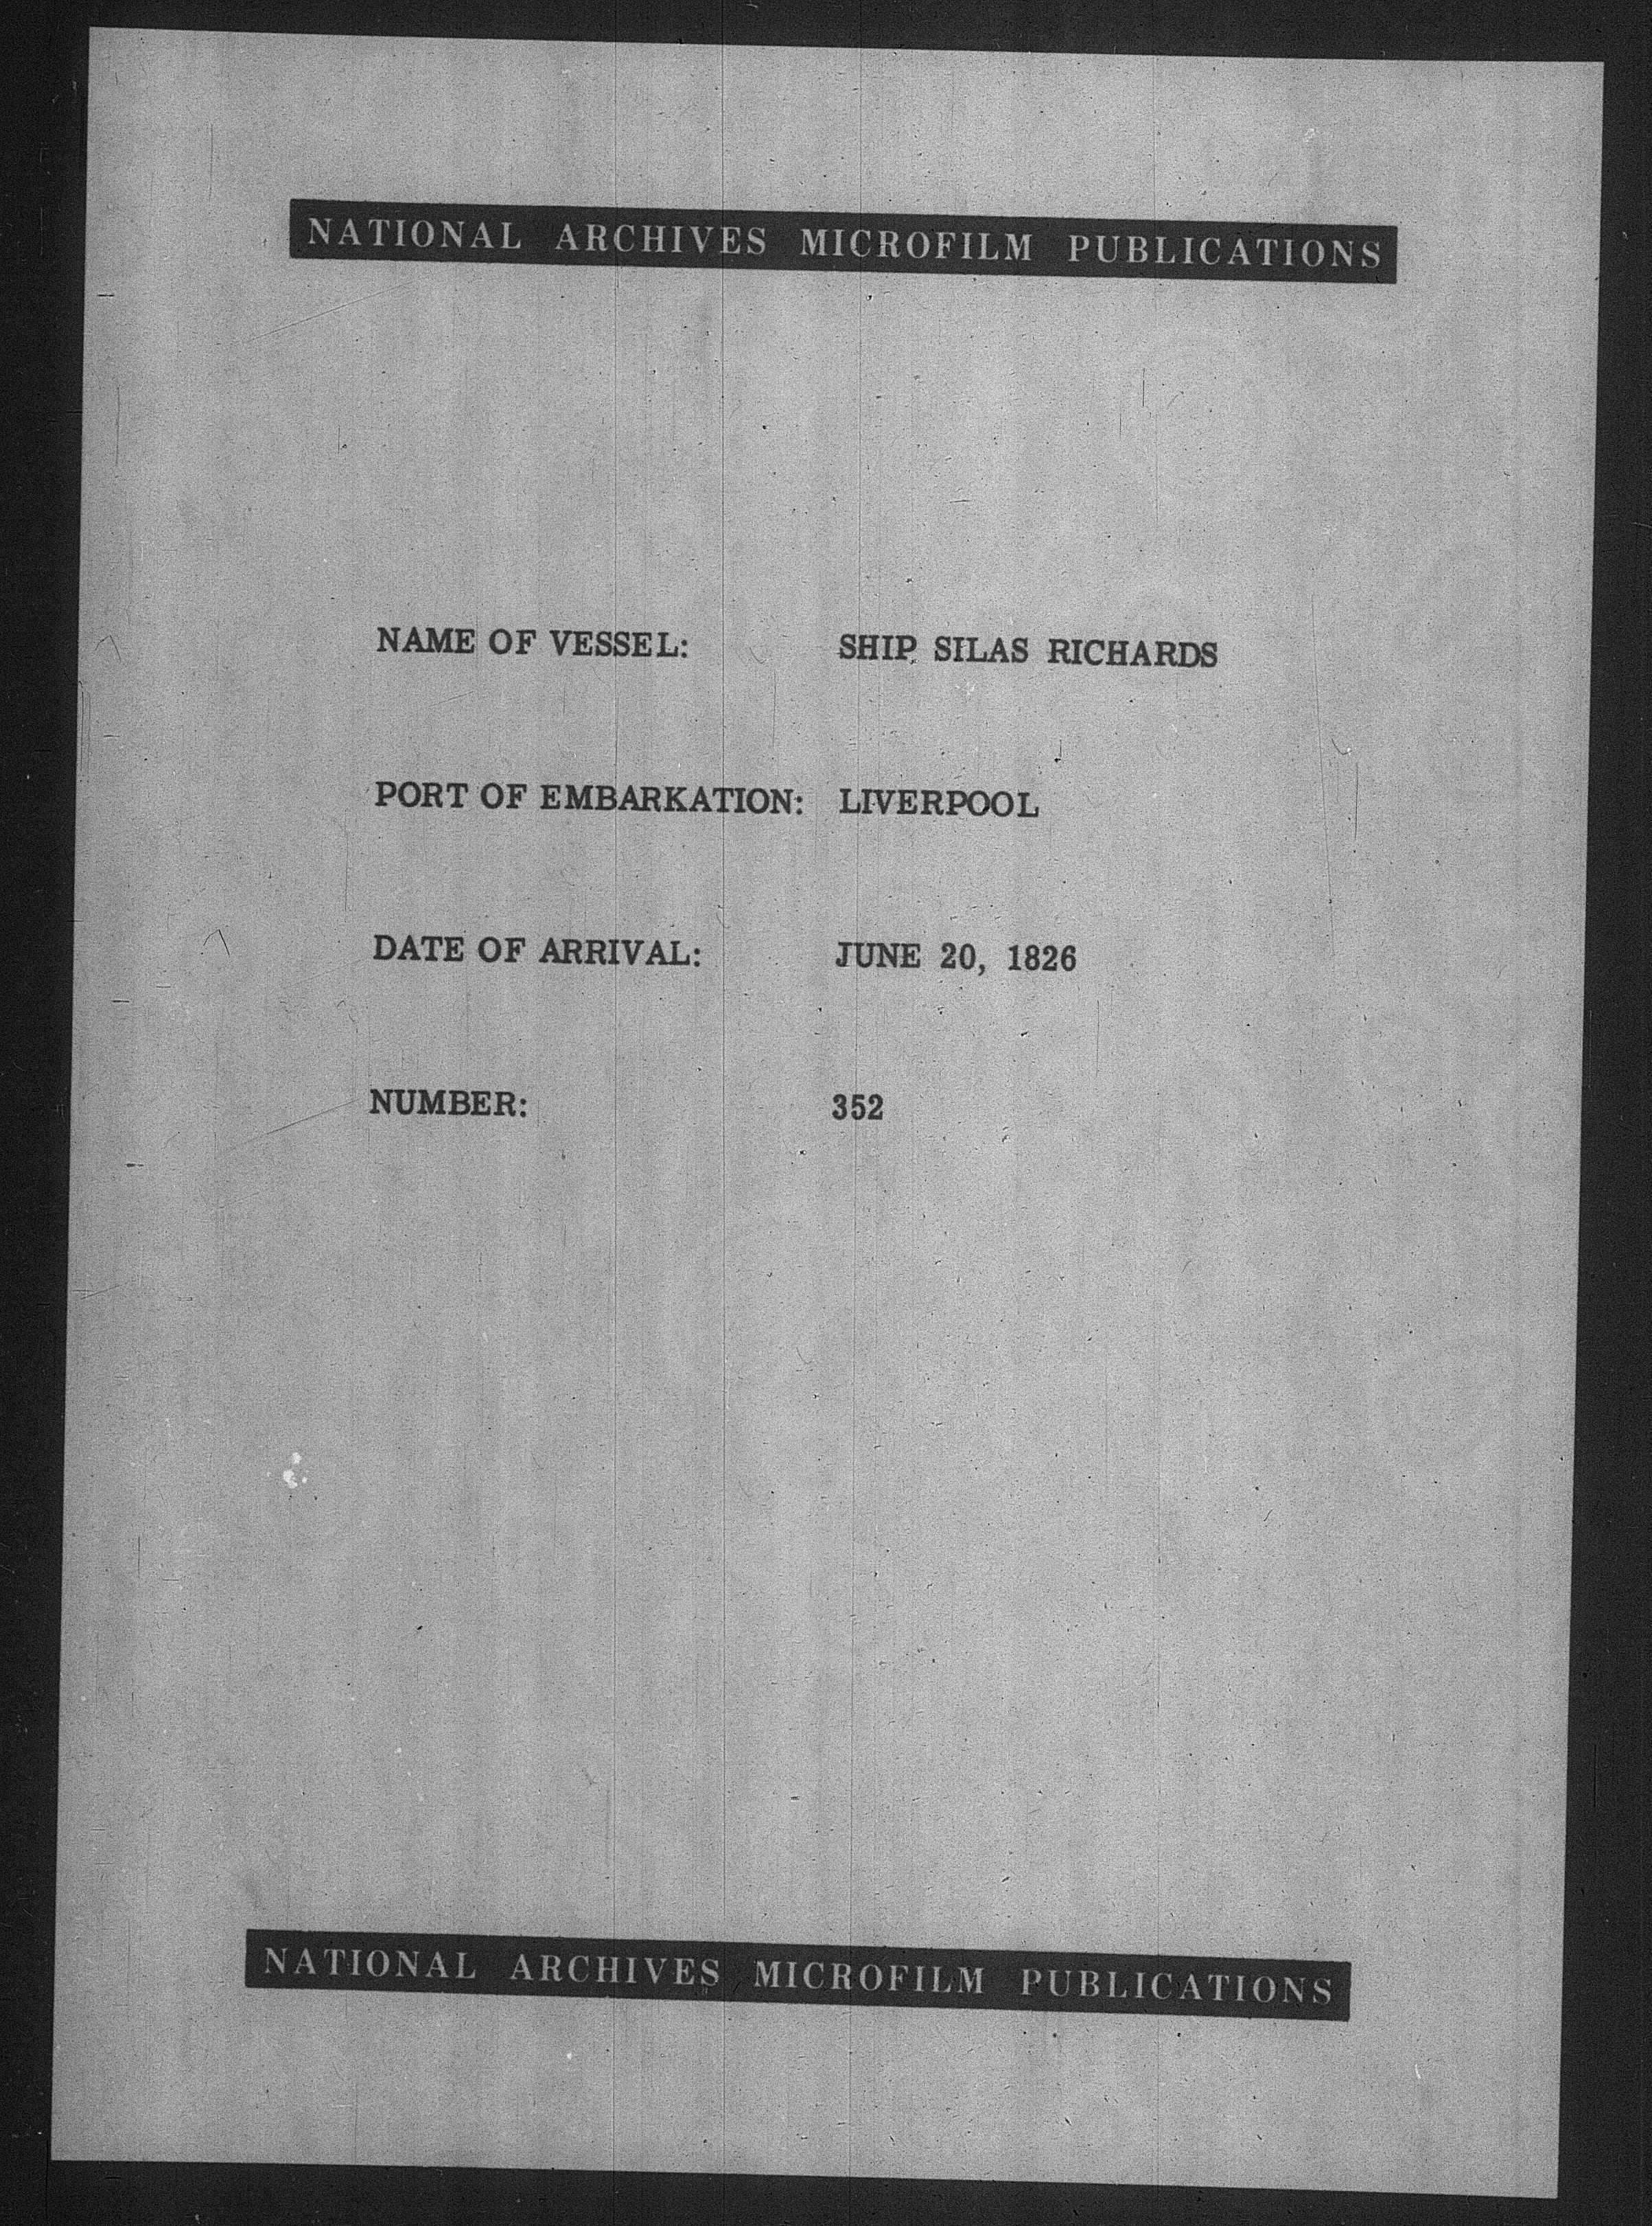 NATIONAL ARCHIVES MICROFILM PUBLICATIONS
NAME OF VESSEL: SHIP SILAS RICHARDS
PORT OF EMBARKATION: LIVERPOOL
DATE OF ARRIVAL: JUNE 20, 1826
NUMBER: 352
NATIONAL ARCHIVES MICROFILM PUBLICATIONS